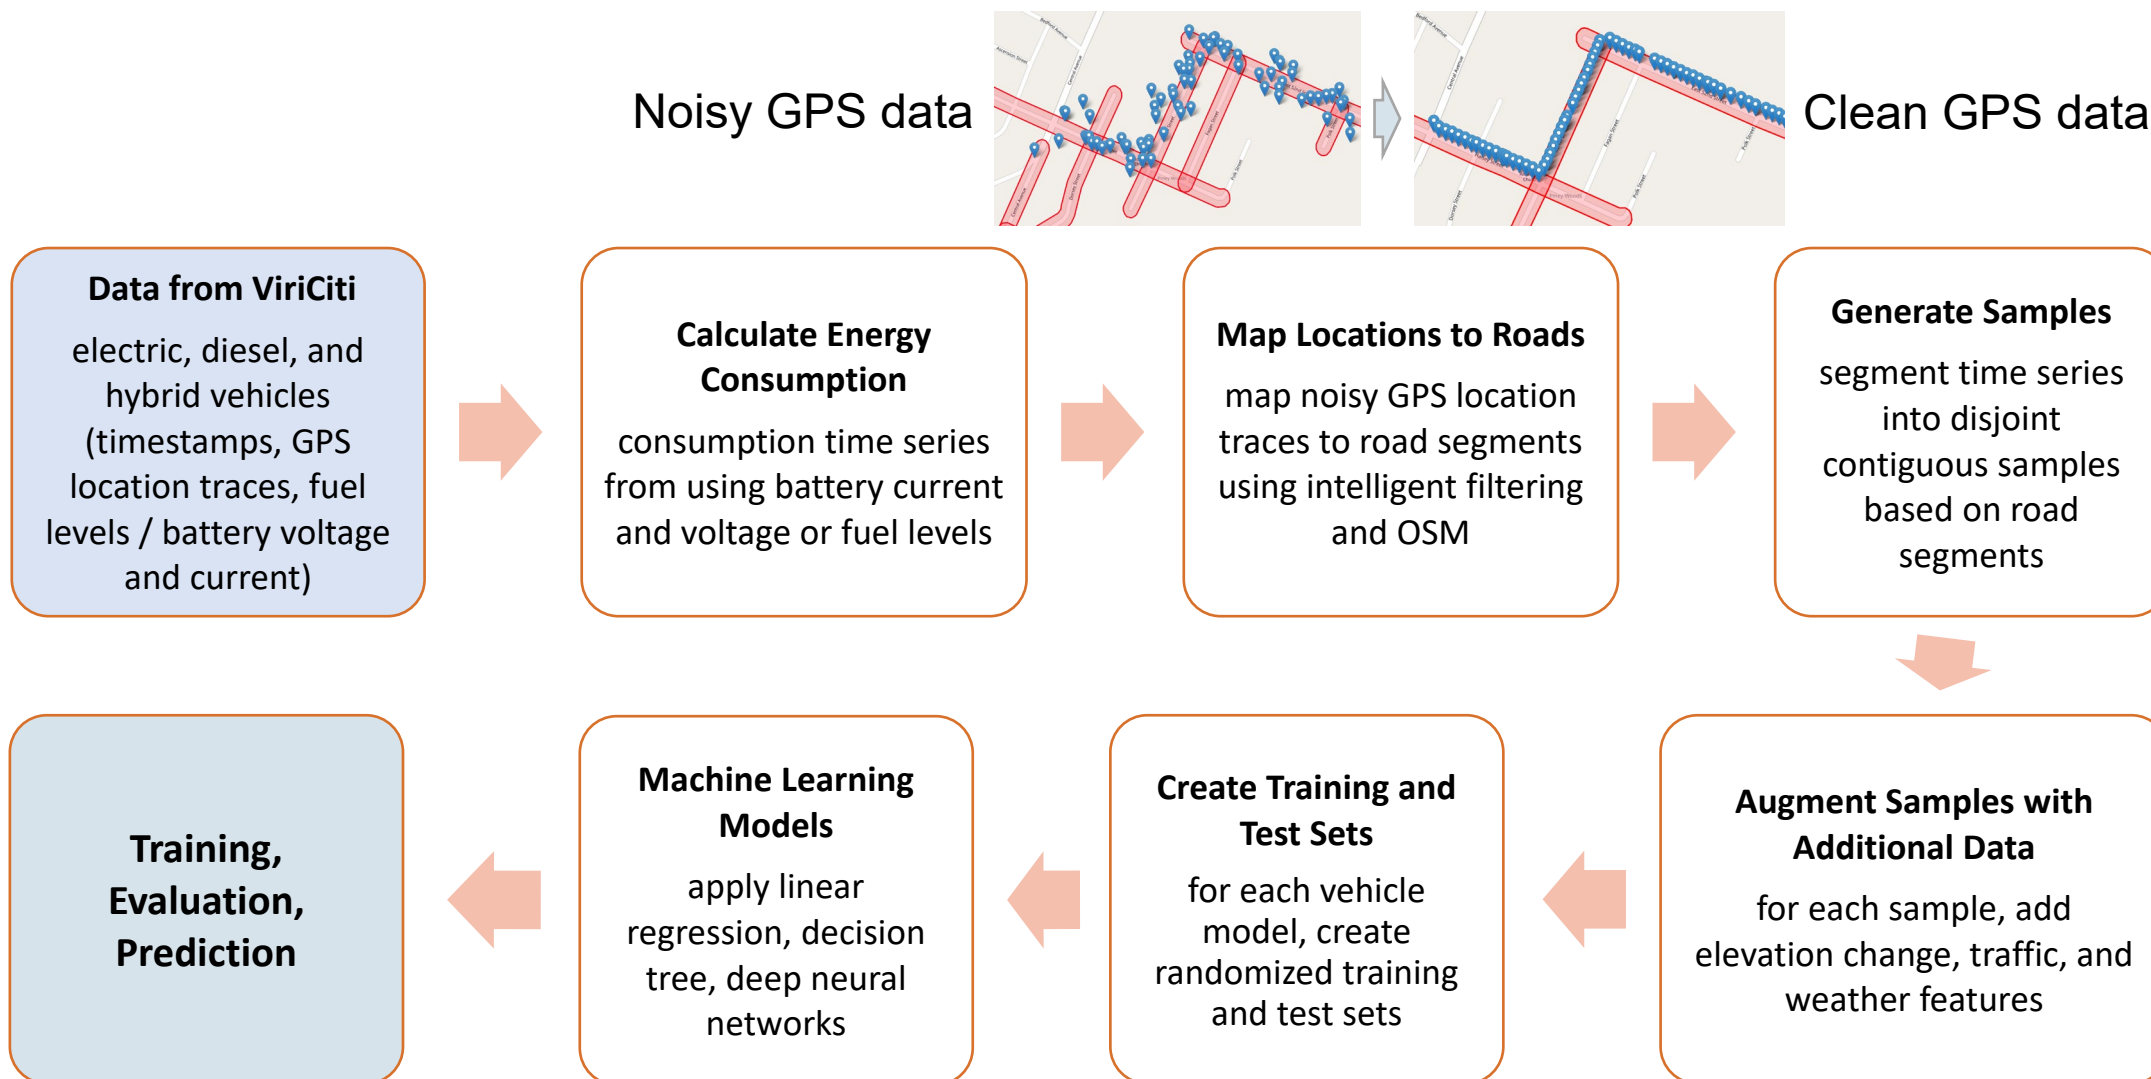 Noisy GPS data
Clean GPS data
Data from ViriCiti
electric, diesel, and
hybrid vehicles
(timestamps, GPS
location traces, fuel
levels / battery voltage
and current)
Calculate Energy
Consumption
consumption time series
from using battery current
and voltage or fuel levels
Map Locations to Roads
map noisy GPS location
traces to road segments
using intelligent filtering
and OSM
Generate Samples
segment time series
into disjoint
contiguous samples
based on road
segments
Augment Samples with
Additional Data
for each sample, add
elevation change, traffic, and
weather features
Create Training and
Test Sets
for each vehicle
model, create
randomized training
and test sets
Machine Learning
Models
apply linear
regression, decision
tree, deep neural
networks
Training,
Evaluation,
Prediction